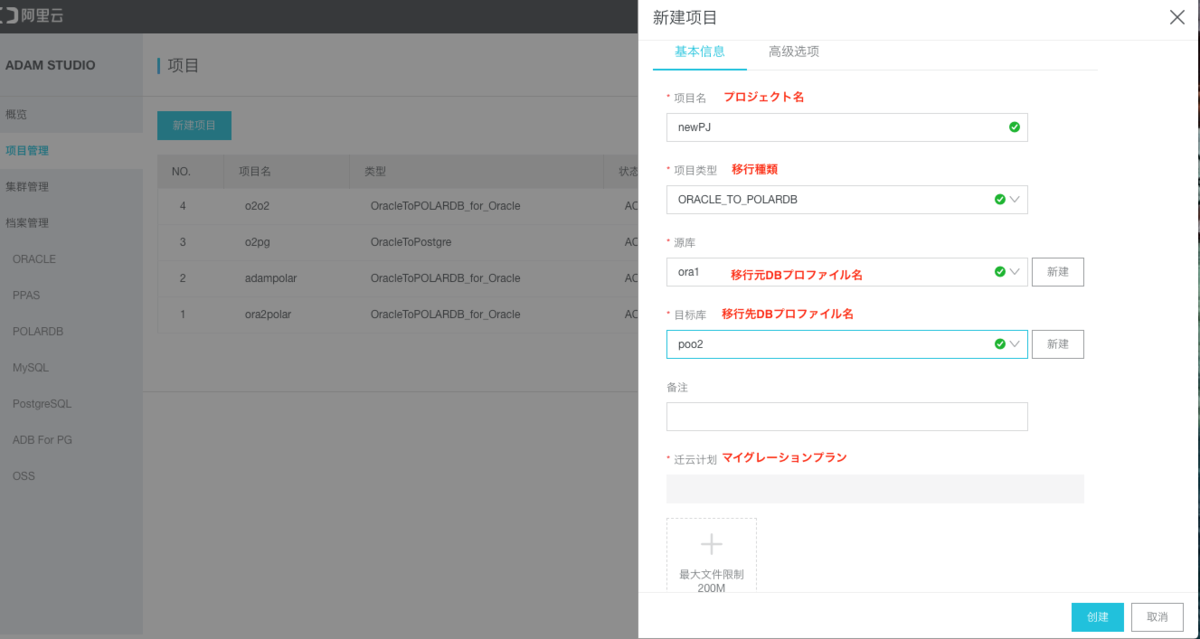 阿里云
ADAM STUDIO
概览
项目管理
集群管理
档案管理
ORACLE
PPAS
POLARDB
MySQL
PostgreSQL
ADB For PG
OSS
项目
新建项目
NO. 项目名 类型 状态
4 o2o2 OracleToPOLARDB_for_Oracle AC
3 o2pg OracleToPostgre AC
2 adampolar OracleToPOLARDB_for_Oracle AC
1 ora2polar OracleToPOLARDB_for_Oracle AC
新建项目
基本信息 高级选项
* 项目名 プロジェクト名
newPJ
* 项目类型 移行種類
ORACLE_TO_POLARDB
* 源库
ora1 移行元DBプロファイル名 新建
* 目标库 移行先DBプロファイル名
poo2 新建
备注
* 迁云计划 マイグレーションプラン
最大文件限制
200M
创建 取消